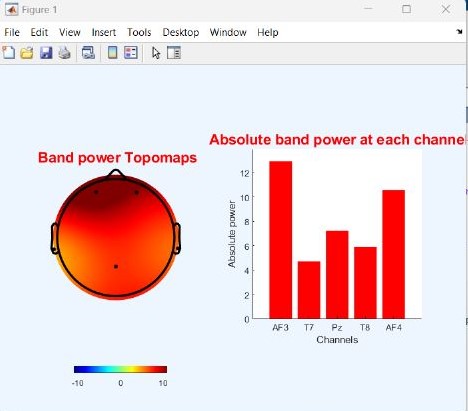 Figure 1
File Edit View Insert Tools Desktop Window Help
Band power Topomaps
-10 0 10
Absolute band power at each channe
Absolute power
12
10
8
6
4
2
0
AF3 T7 Pz T8 AF4
Channels